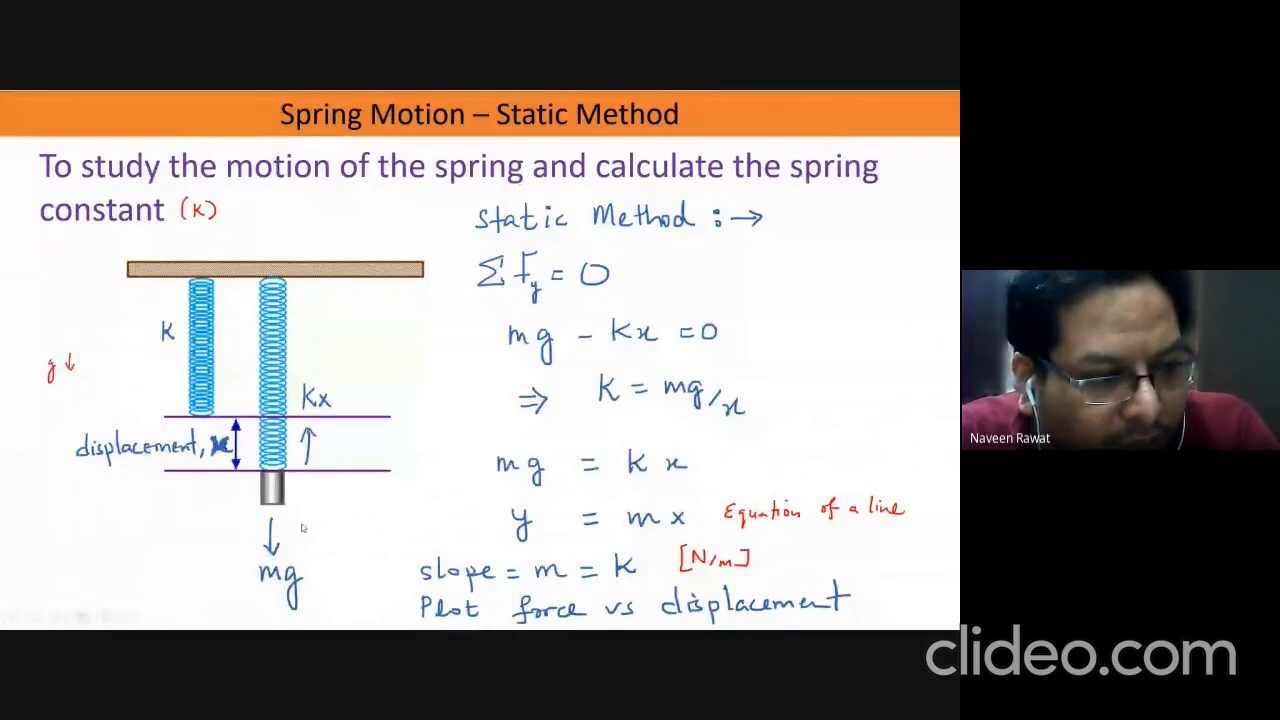 Spring Motion – Static Method
To study the motion of the spring and calculate the spring
constant (K)
Static Method :→
ΣFy = 0
mg - Kx = 0
⇒ K = mg/x
mg = Kx
y = mx Equation of a line
slope = m = K [N/m]
Plot force vs displacement
K
g ↓
Kx
displacement, x
mg
Naveen Rawat
clideo.com